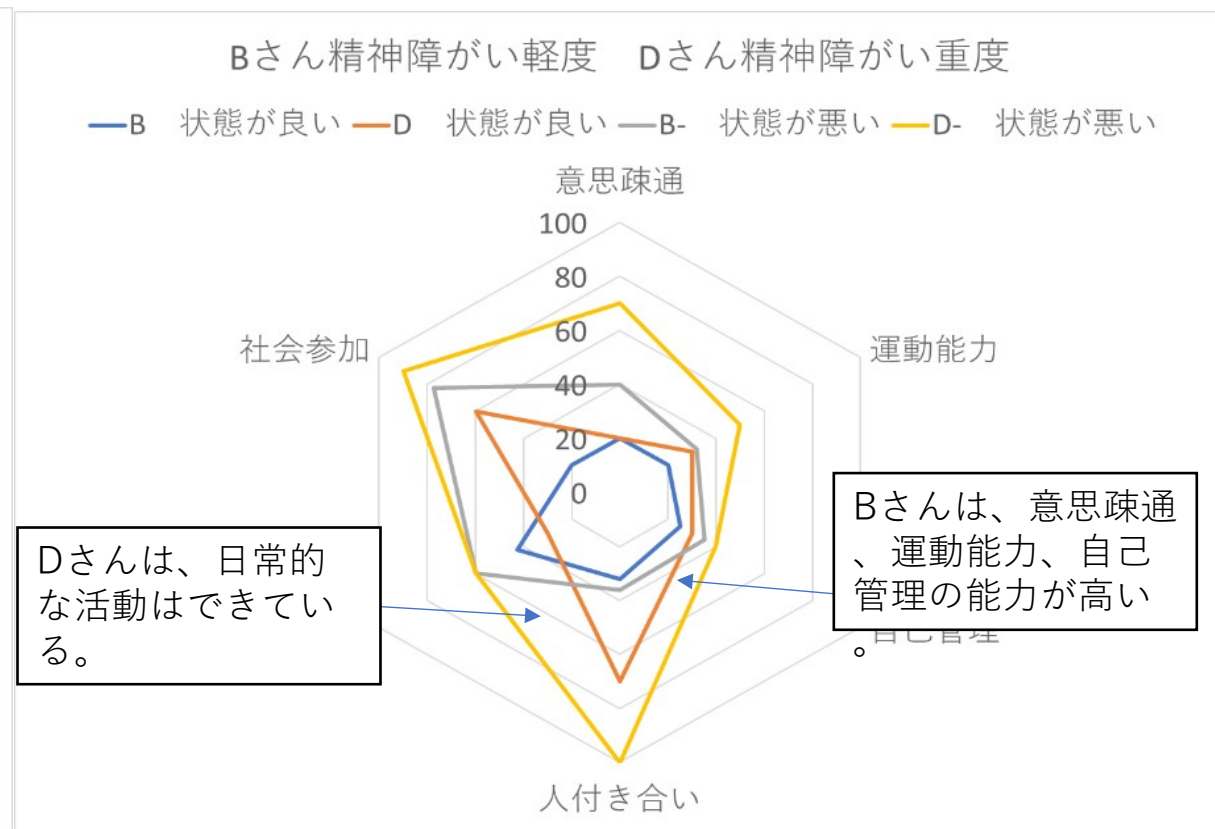 Bさん精神障がい軽度　Dさん精神障がい重度
B　状態が良い　D　状態が良い　B-　状態が悪い　D-　状態が悪い
意思疎通
100
80
60
40
20
0
社会参加
運動能力
Bさんは、意思疎通
、運動能力、自己
管理の能力が高い
。
自己管理
Dさんは、日常的
な活動はできてい
る。
人付き合い